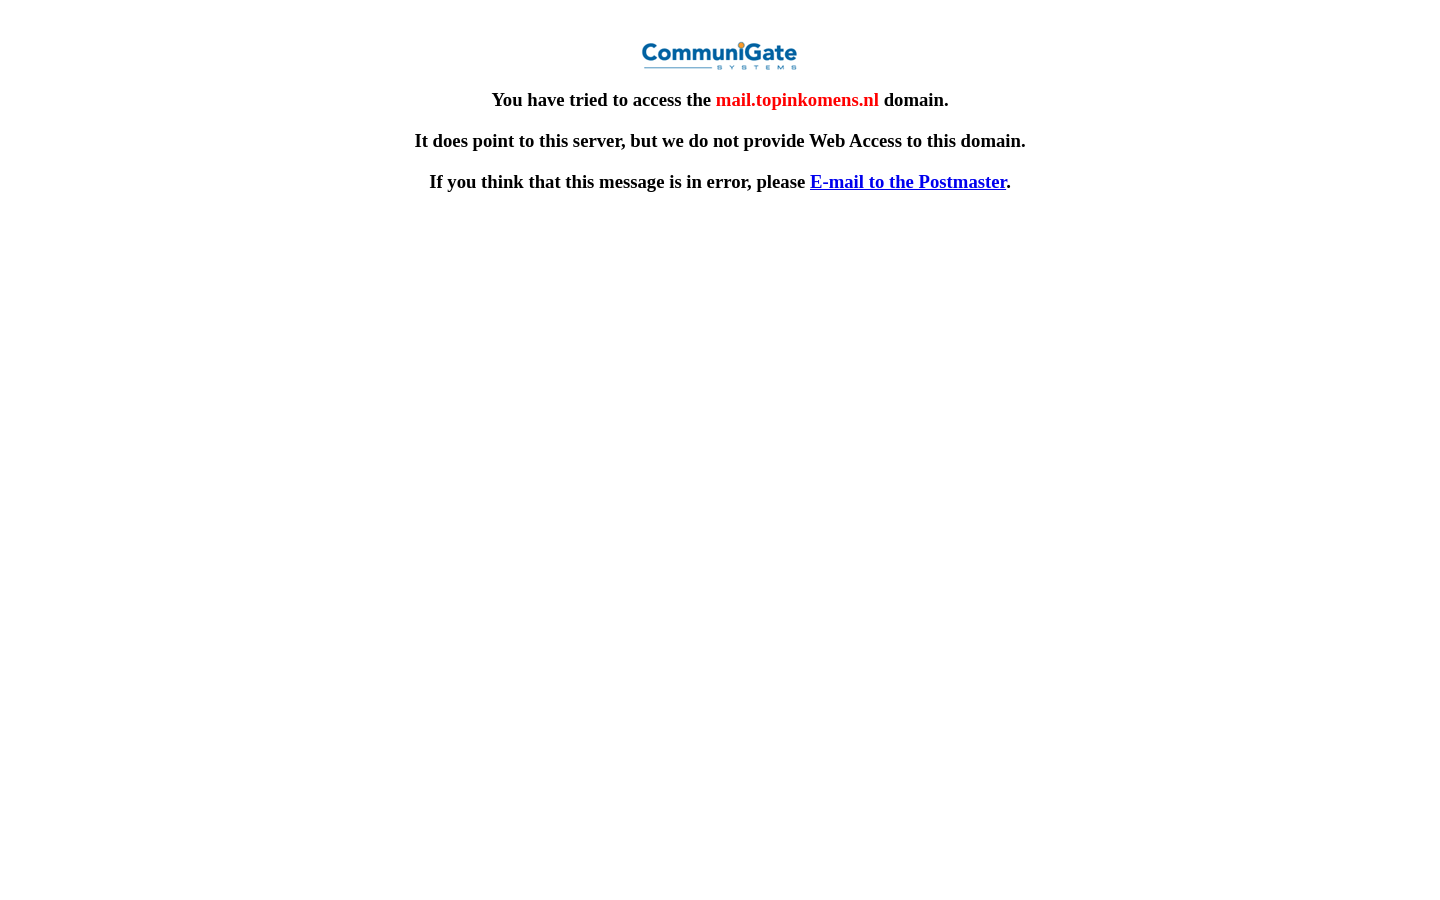 CommuniGate
SYSTEMS
You have tried to access the mail.topinkomens.nl domain.
It does point to this server, but we do not provide Web Access to this domain.
If you think that this message is in error, please E-mail to the Postmaster.